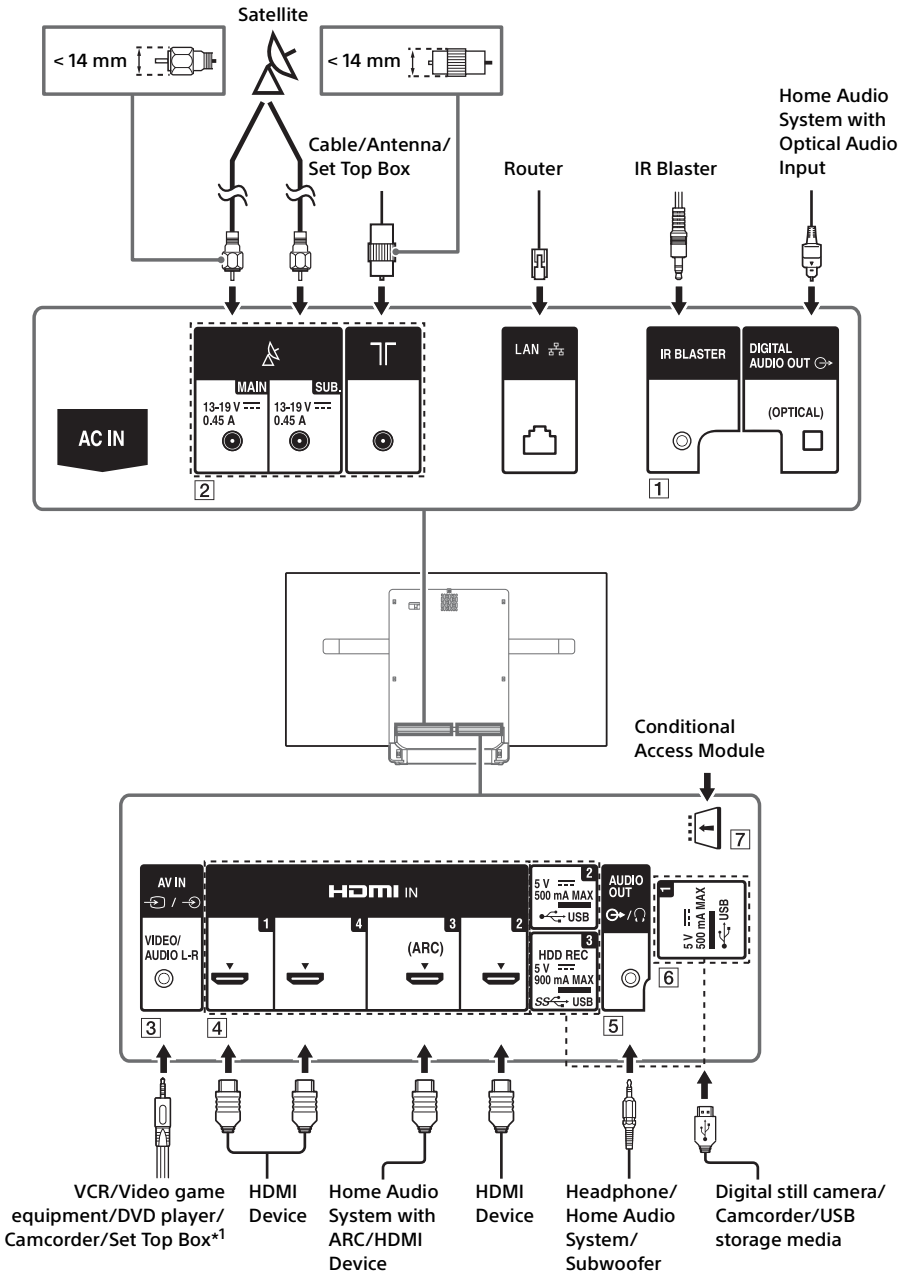 Satellite
< 14 mm
< 14 mm
Cable/Antenna/
Set Top Box
Router
IR Blaster
Home Audio
System with
Optical Audio
Input
AC IN
MAIN
13-19 V
0.45 A
SUB.
13-19 V
0.45 A
2
LAN
IR BLASTER
1
DIGITAL
AUDIO OUT
(OPTICAL)
Conditional
Access Module
7
AV IN
/
VIDEO/
AUDIO L-R
3
HDMI IN
1
4
3
(ARC)
2
4
2
5 V
500 mA MAX
USB
3
HDD REC
5 V
900 mA MAX
SS USB
AUDIO
OUT
/
5
1
5 V
500 mA MAX
USB
6
VCR/Video game
equipment/DVD player/
Camcorder/Set Top Box*1
HDMI
Device
Home Audio
System with
ARC/HDMI
Device
HDMI
Device
Headphone/
Home Audio
System/
Subwoofer
Digital still camera/
Camcorder/USB
storage media